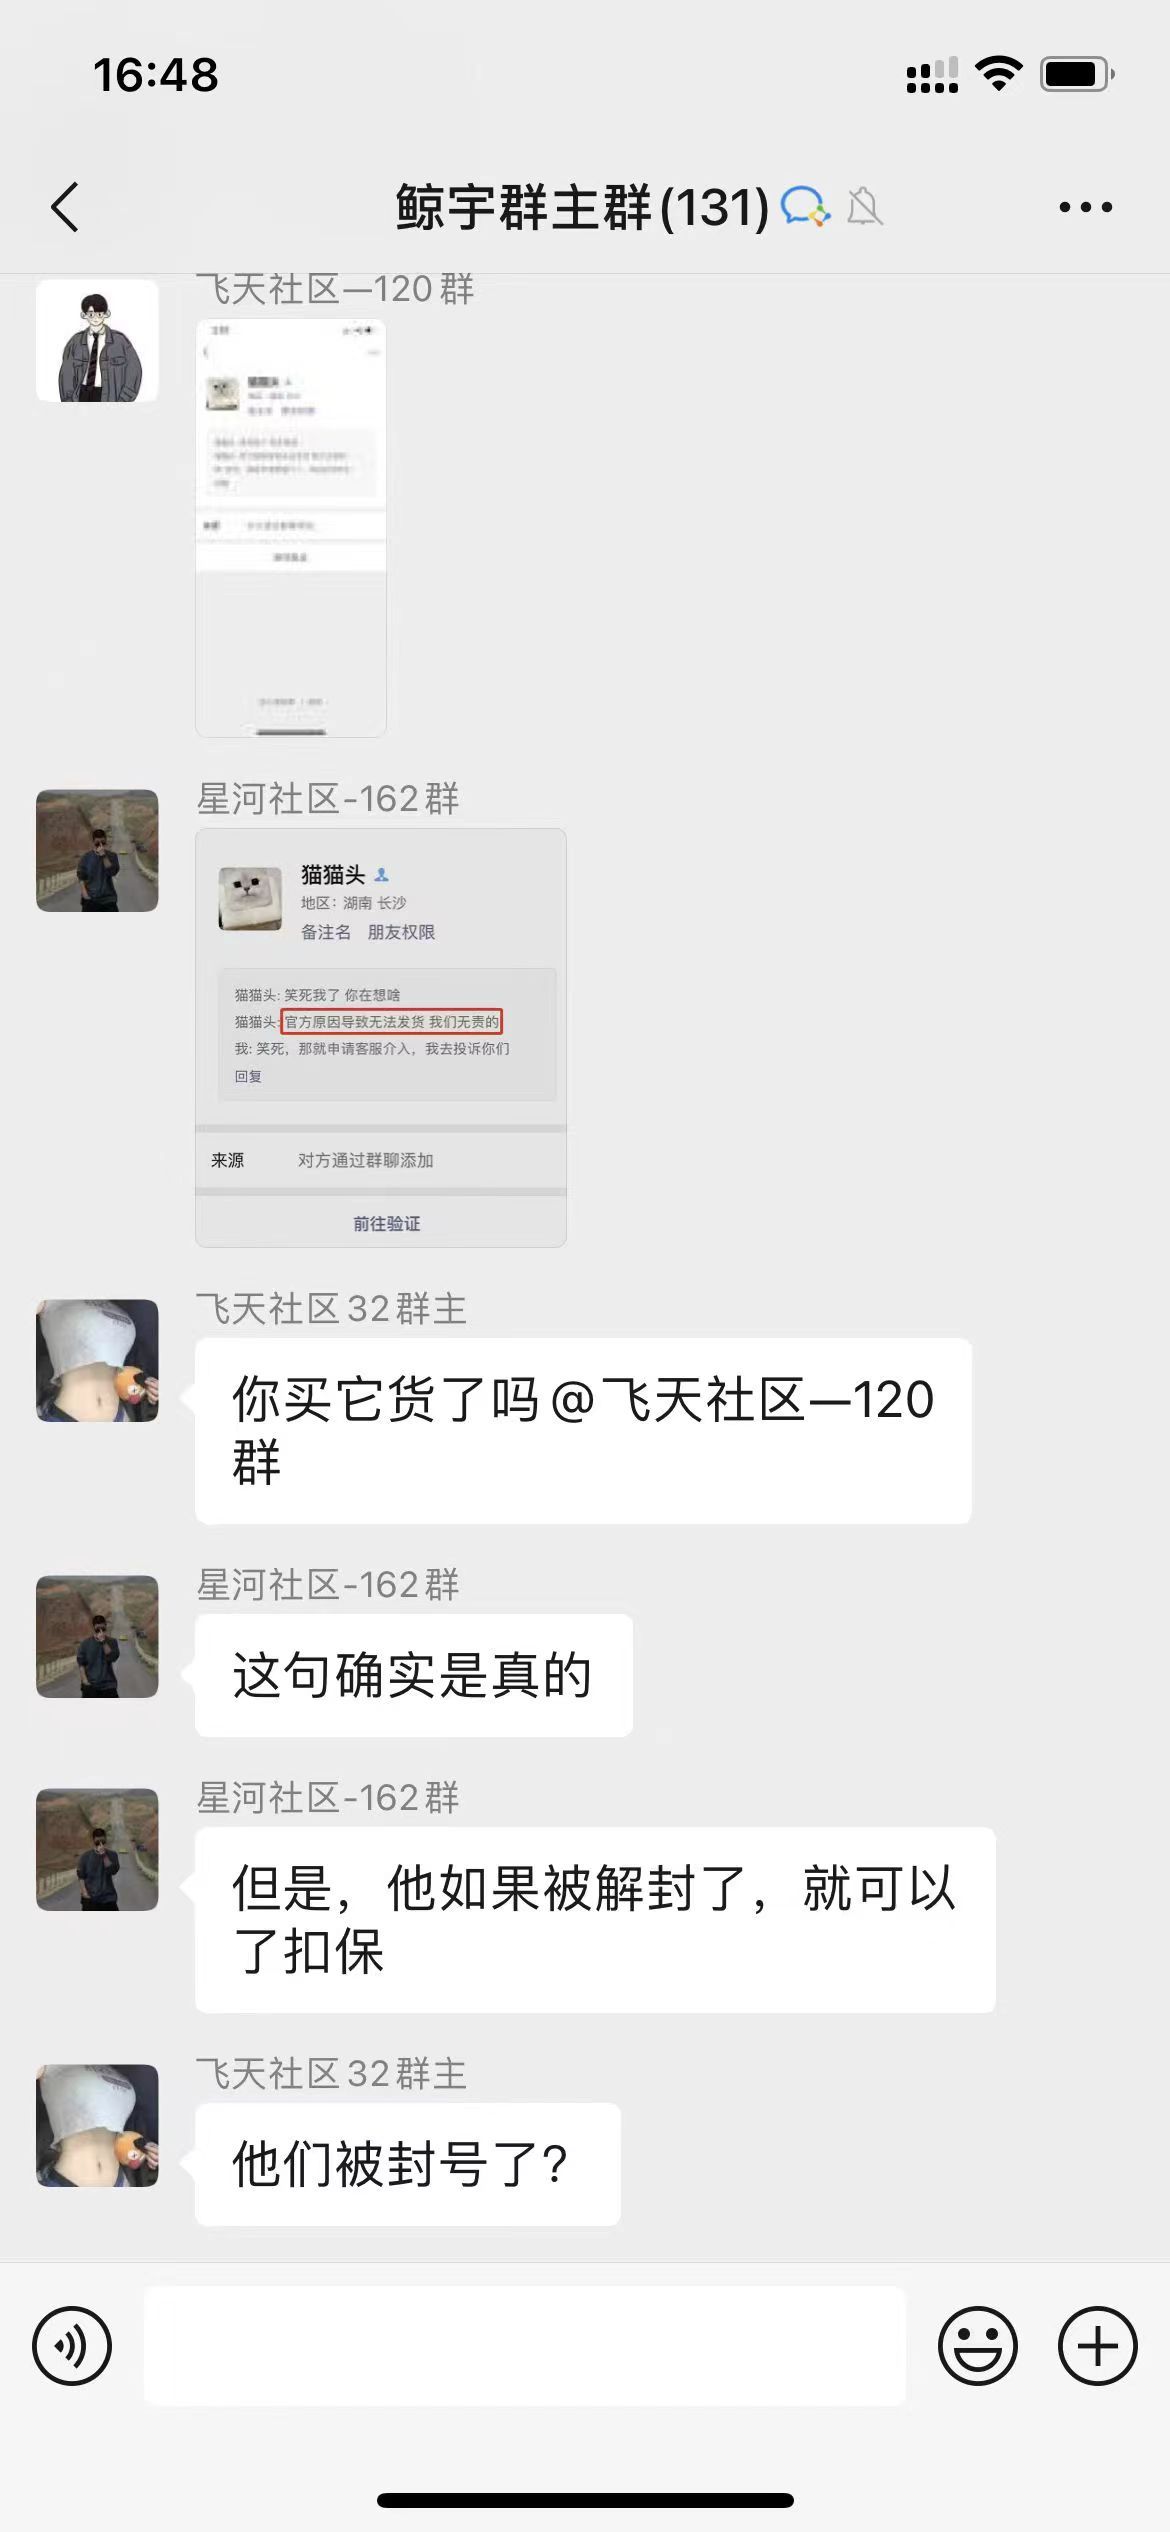 16:48
鲸宇群主群(131)
飞天社区—120群
猫猫头
星河社区-162群
猫猫头
地区：湖南 长沙
备注名 朋友权限
猫猫头: 笑死我了 你在想啥
猫猫头: 官方原因导致无法发货 我们无责的
我: 笑死，那就申请客服介入，我去投诉你们
回复
来源 对方通过群聊添加
前往验证
飞天社区32群主
你买它货了吗@飞天社区—120
群
星河社区-162群
这句确实是真的
星河社区-162群
但是，他如果被解封了，就可以
了扣保
飞天社区32群主
他们被封号了？